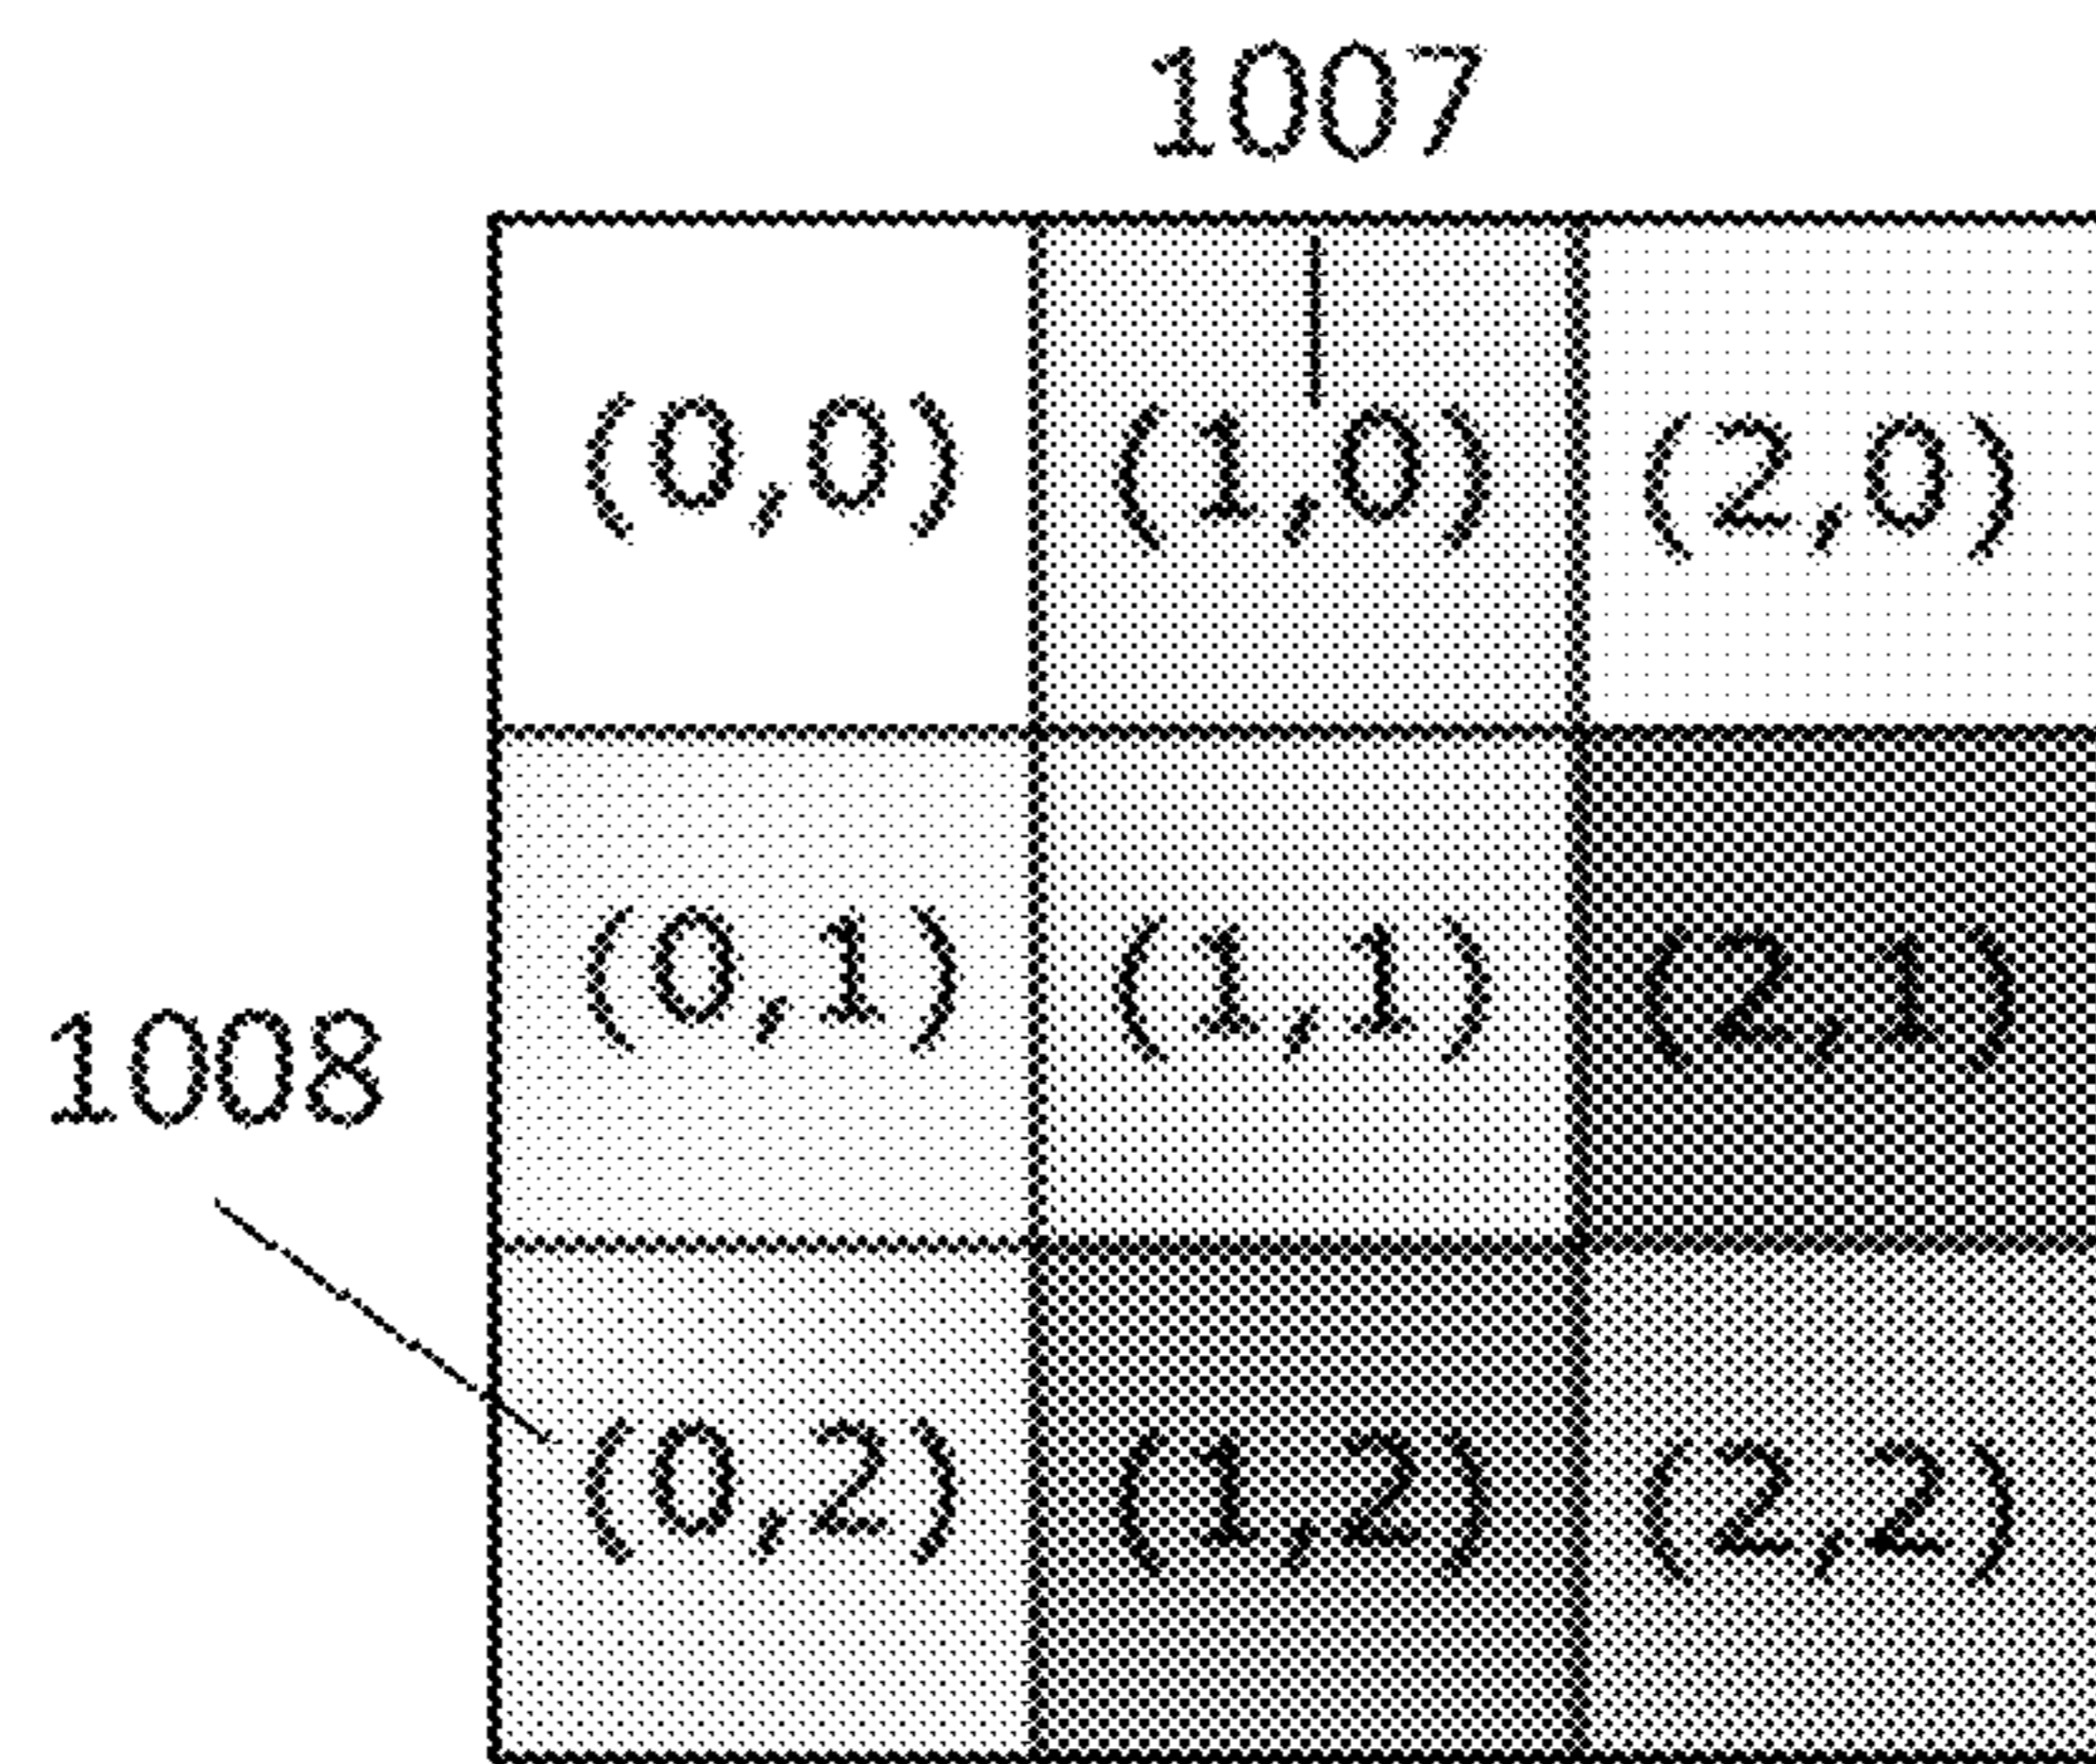 1007
(0,0) (1,0) (2,0)
(0,1) (1,1) (2,1)
1008
(0,2) (1,2) (2,2)